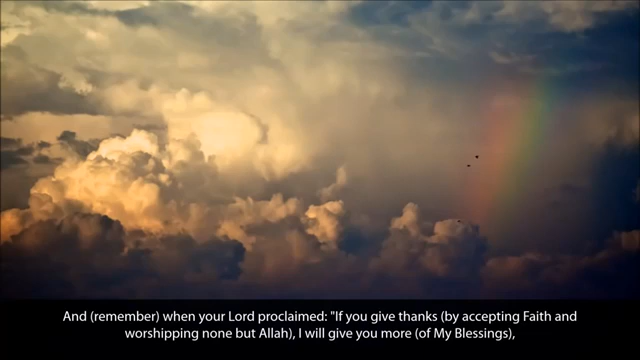 And (remember) when your Lord proclaimed: "If you give thanks (by accepting Faith and
worshipping none but Allah), I will give you more (of My Blessings),